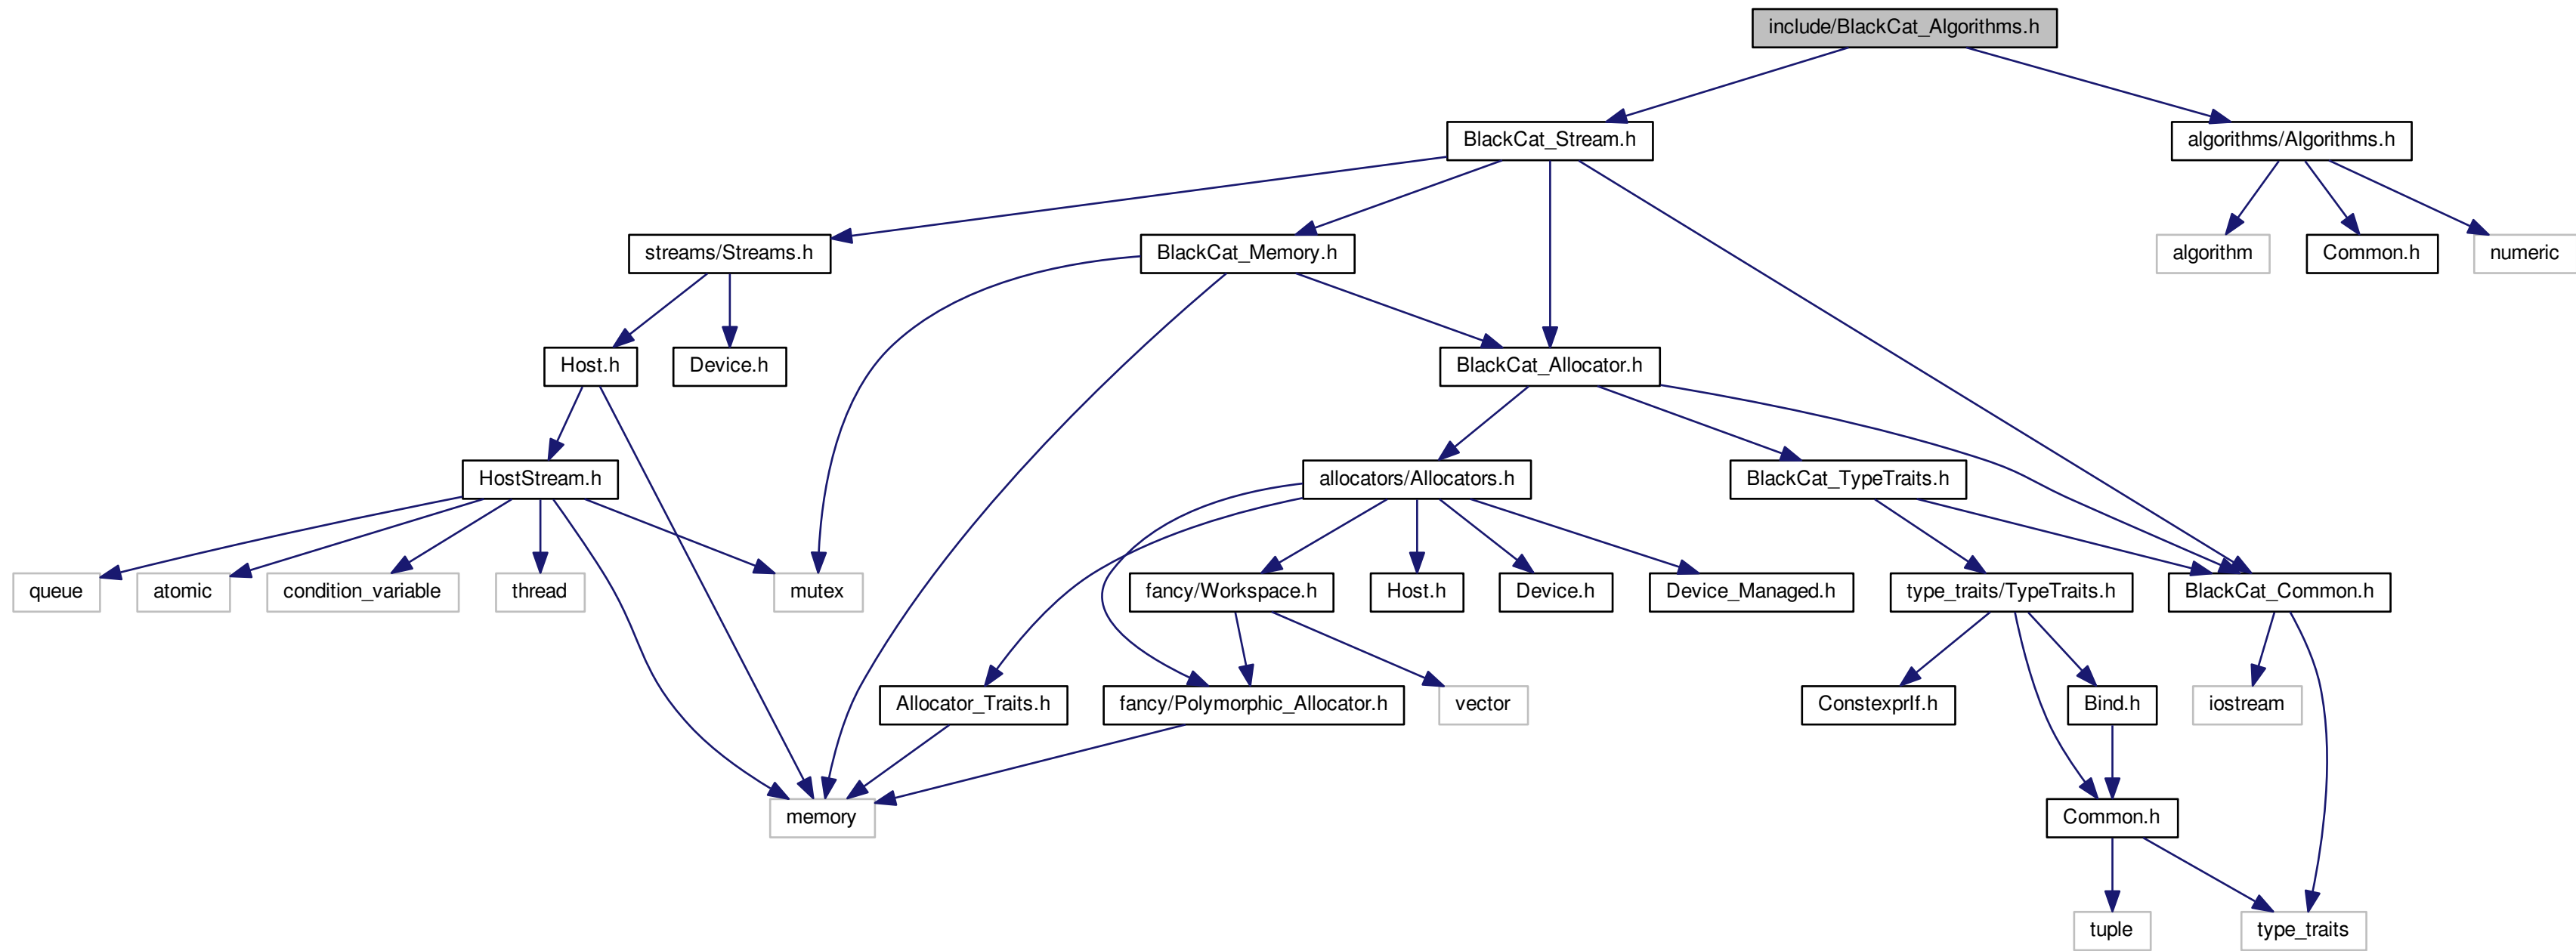 include/BlackCat_Algorithms.h
BlackCat_Stream.h
algorithms/Algorithms.h
streams/Streams.h
BlackCat_Memory.h
algorithm
Common.h
numeric
Host.h
Device.h
BlackCat_Allocator.h
HostStream.h
allocators/Allocators.h
BlackCat_TypeTraits.h
queue
atomic
condition_variable
thread
mutex
fancy/Workspace.h
Host.h
Device.h
Device_Managed.h
type_traits/TypeTraits.h
BlackCat_Common.h
Allocator_Traits.h
fancy/Polymorphic_Allocator.h
vector
ConstexprIf.h
Bind.h
iostream
memory
Common.h
tuple
type_traits